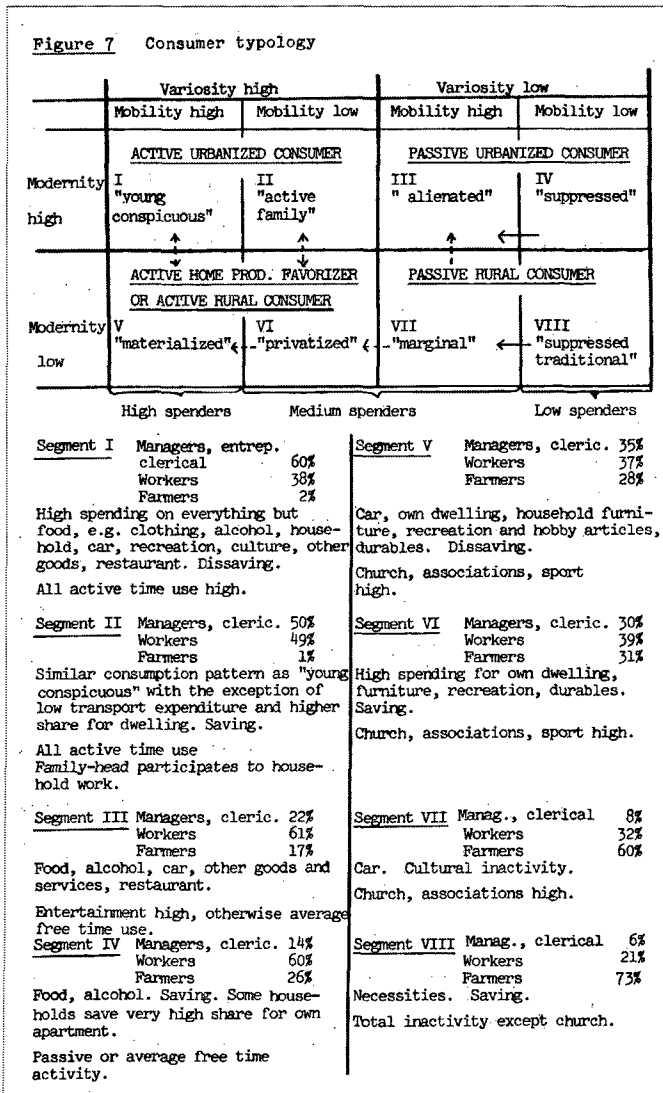 Figure 7 Consumer typology
Variosity high Variosity low
Mobility high Mobility low Mobility high Mobility low
ACTIVE URBANIZED CONSUMER PASSIVE URBANIZED CONSUMER
Modernity I II III IV
"young "active " alienated" "suppressed"
high conspicuous" family"
ACTIVE HOME PROD. FAVORIZER PASSIVE RURAL CONSUMER
OR ACTIVE RURAL CONSUMER
Modernity V VI VII VIII
"materialized" "privatized" "marginal" "suppressed
low traditional"
High spenders Medium spenders Low spenders
Segment I Managers, entrep.
clerical 60%
Workers 38%
Farmers 2%
High spending on everything but
food, e.g. clothing, alcohol, house-
hold, car, recreation, culture, other
goods, restaurant. Dissaving.
All active time use high.
Segment II Managers, cleric. 50%
Workers 49%
Farmers 1%
Similar consumption pattern as "young
conspicuous" with the exception of
low transport expenditure and higher
share for dwelling. Saving.
All active time use
Family-head participates to house-
hold work.
Segment III Managers, cleric. 22%
Workers 61%
Farmers 17%
Food, alcohol, car, other goods and
services, restaurant.
Entertainment high, otherwise average
free time use.
Segment IV Managers, cleric. 14%
Workers 60%
Farmers 26%
Food, alcohol. Saving. Some house-
holds save very high share for own
apartment.
Passive or average free time
activity.
Segment V Managers, cleric. 35%
Workers 37%
Farmers 28%
Car, own dwelling, household furni-
ture, recreation and hobby articles,
durables. Dissaving.
Church, associations, sport
high.
Segment VI Managers, cleric. 30%
Workers 39%
Farmers 31%
High spending for own dwelling,
furniture, recreation, durables.
Saving.
Church, associations, sport high.
Segment VII Manag., clerical 8%
Workers 32%
Farmers 60%
Car. Cultural inactivity.
Church, associations high.
Segment VIII Manag., clerical 6%
Workers 21%
Farmers 73%
Necessities. Saving.
Total inactivity except church.